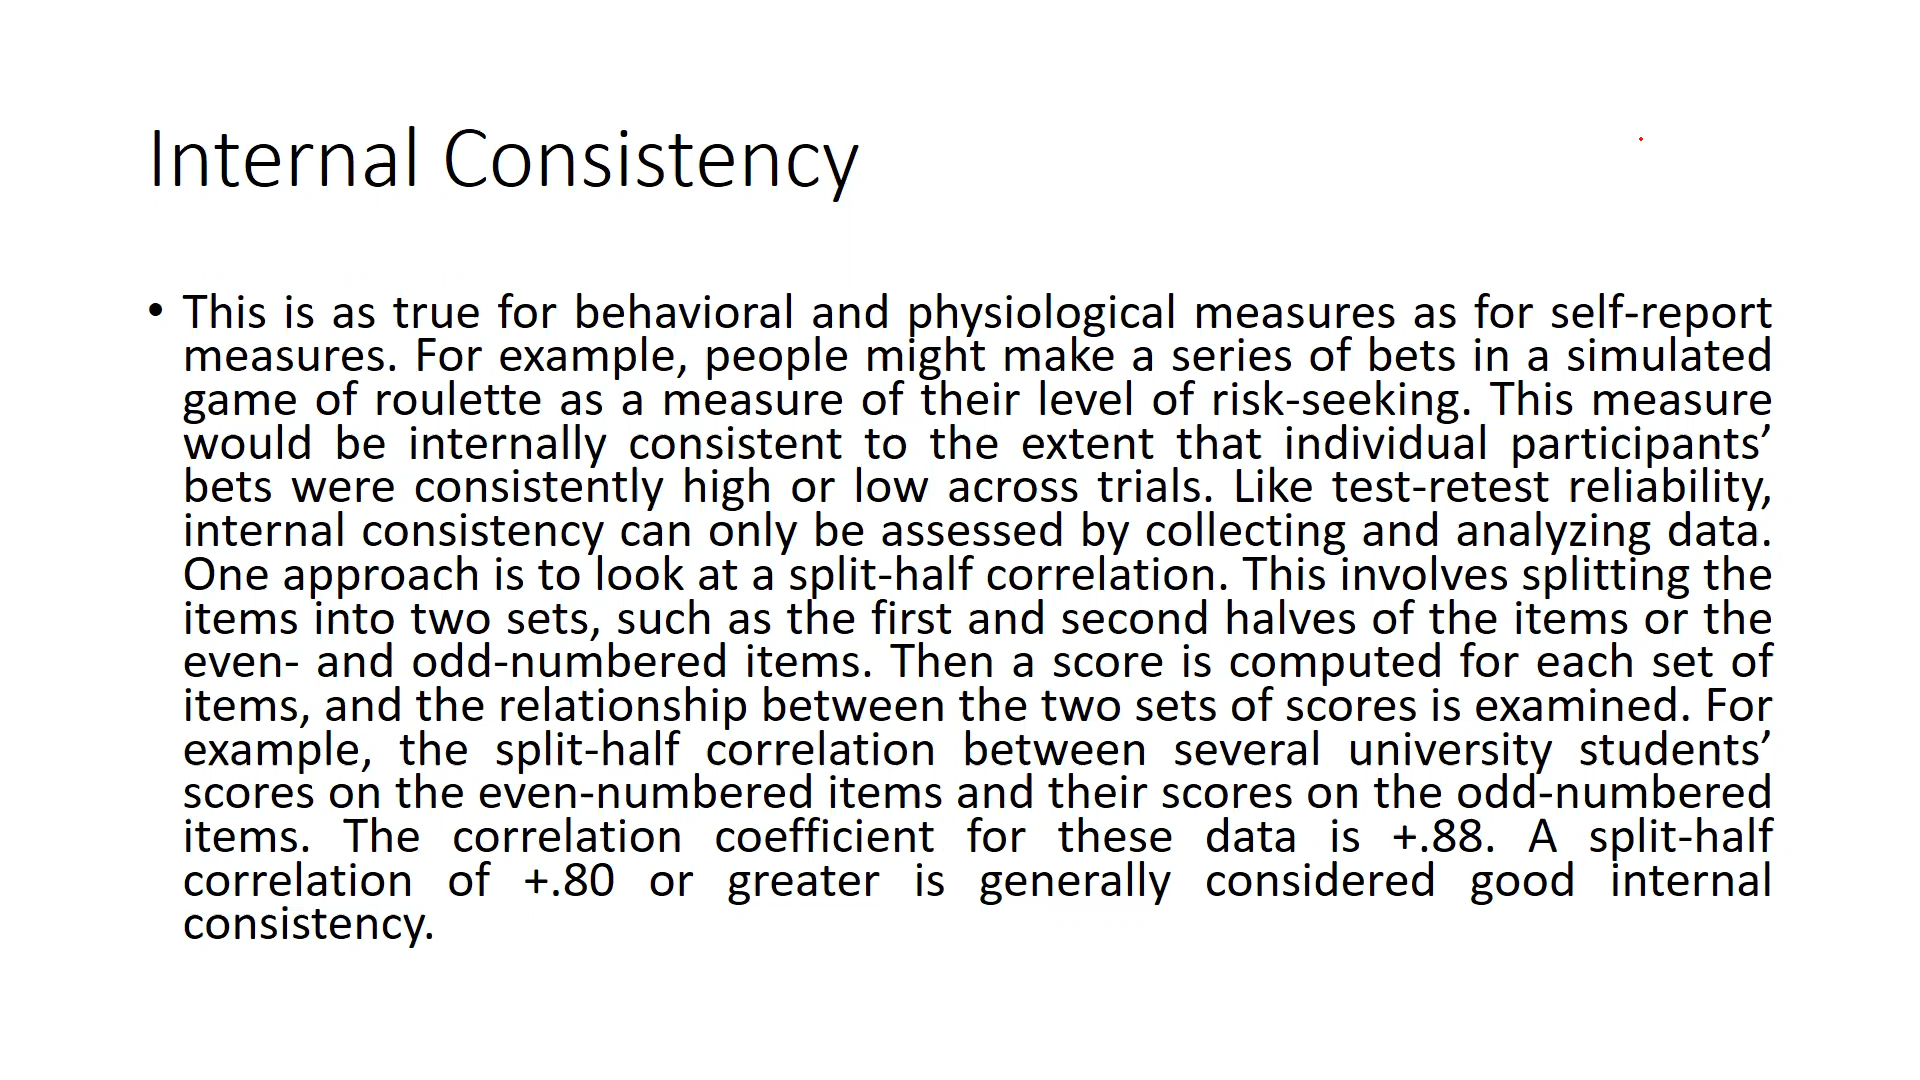 Internal Consistency
• This is as true for behavioral and physiological measures as for self-report
measures. For example, people might make a series of bets in a simulated
game of roulette as a measure of their level of risk-seeking. This measure
would be internally consistent to the extent that individual participants’
bets were consistently high or low across trials. Like test-retest reliability,
internal consistency can only be assessed by collecting and analyzing data.
One approach is to look at a split-half correlation. This involves splitting the
items into two sets, such as the first and second halves of the items or the
even- and odd-numbered items. Then a score is computed for each set of
items, and the relationship between the two sets of scores is examined. For
example, the split-half correlation between several university students’
scores on the even-numbered items and their scores on the odd-numbered
items. The correlation coefficient for these data is +.88. A split-half
correlation of +.80 or greater is generally considered good internal
consistency.